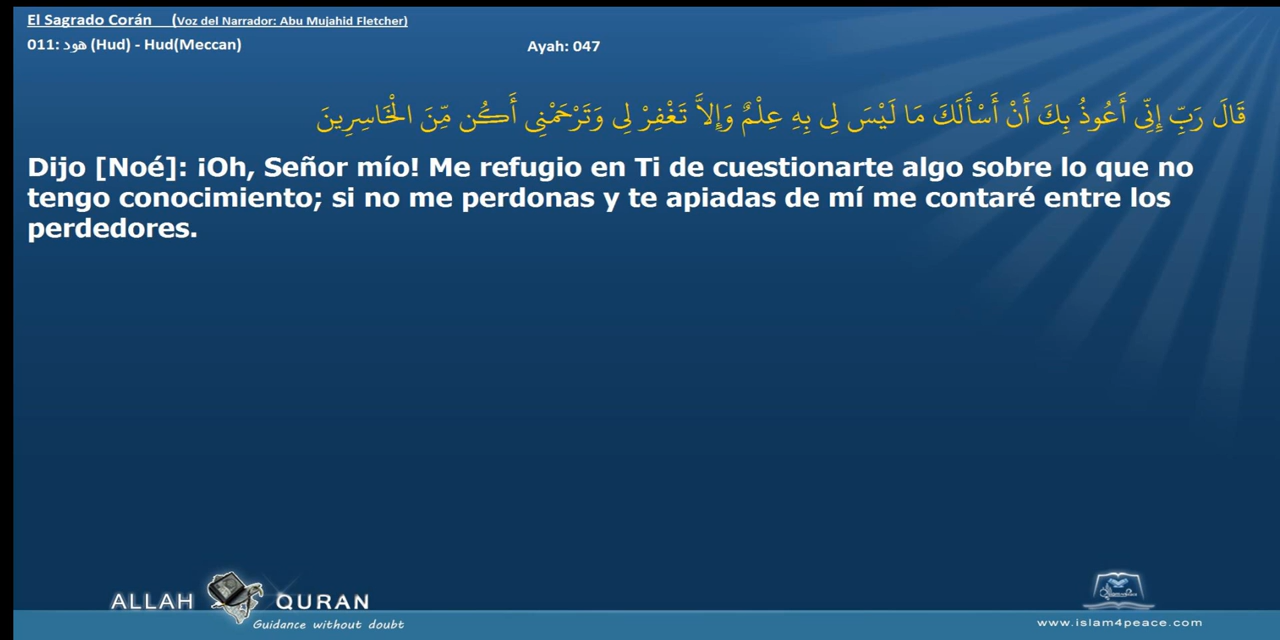 El Sagrado Corán (Voz del Narrador: Abu Mujahid Fletcher)
011: هود (Hud) - Hud(Meccan)
Ayah: 047
قَالَ رَبِّ إِنِّي أَعُوذُ بِكَ أَنْ أَسْأَلَكَ مَا لَيْسَ لِي بِهِ عِلْمٌ وَإِلاَّ تَغْفِرْ لِي وَتَرْحَمْنِي أَكُن مِّنَ الْخَاسِرِينَ
Dijo [Noé]: ¡Oh, Señor mío! Me refugio en Ti de cuestionarte algo sobre lo que no
tengo conocimiento; si no me perdonas y te apiadas de mí me contaré entre los
perdedores.
ALLAH QURAN
Guidance without doubt
www.islam4peace.com